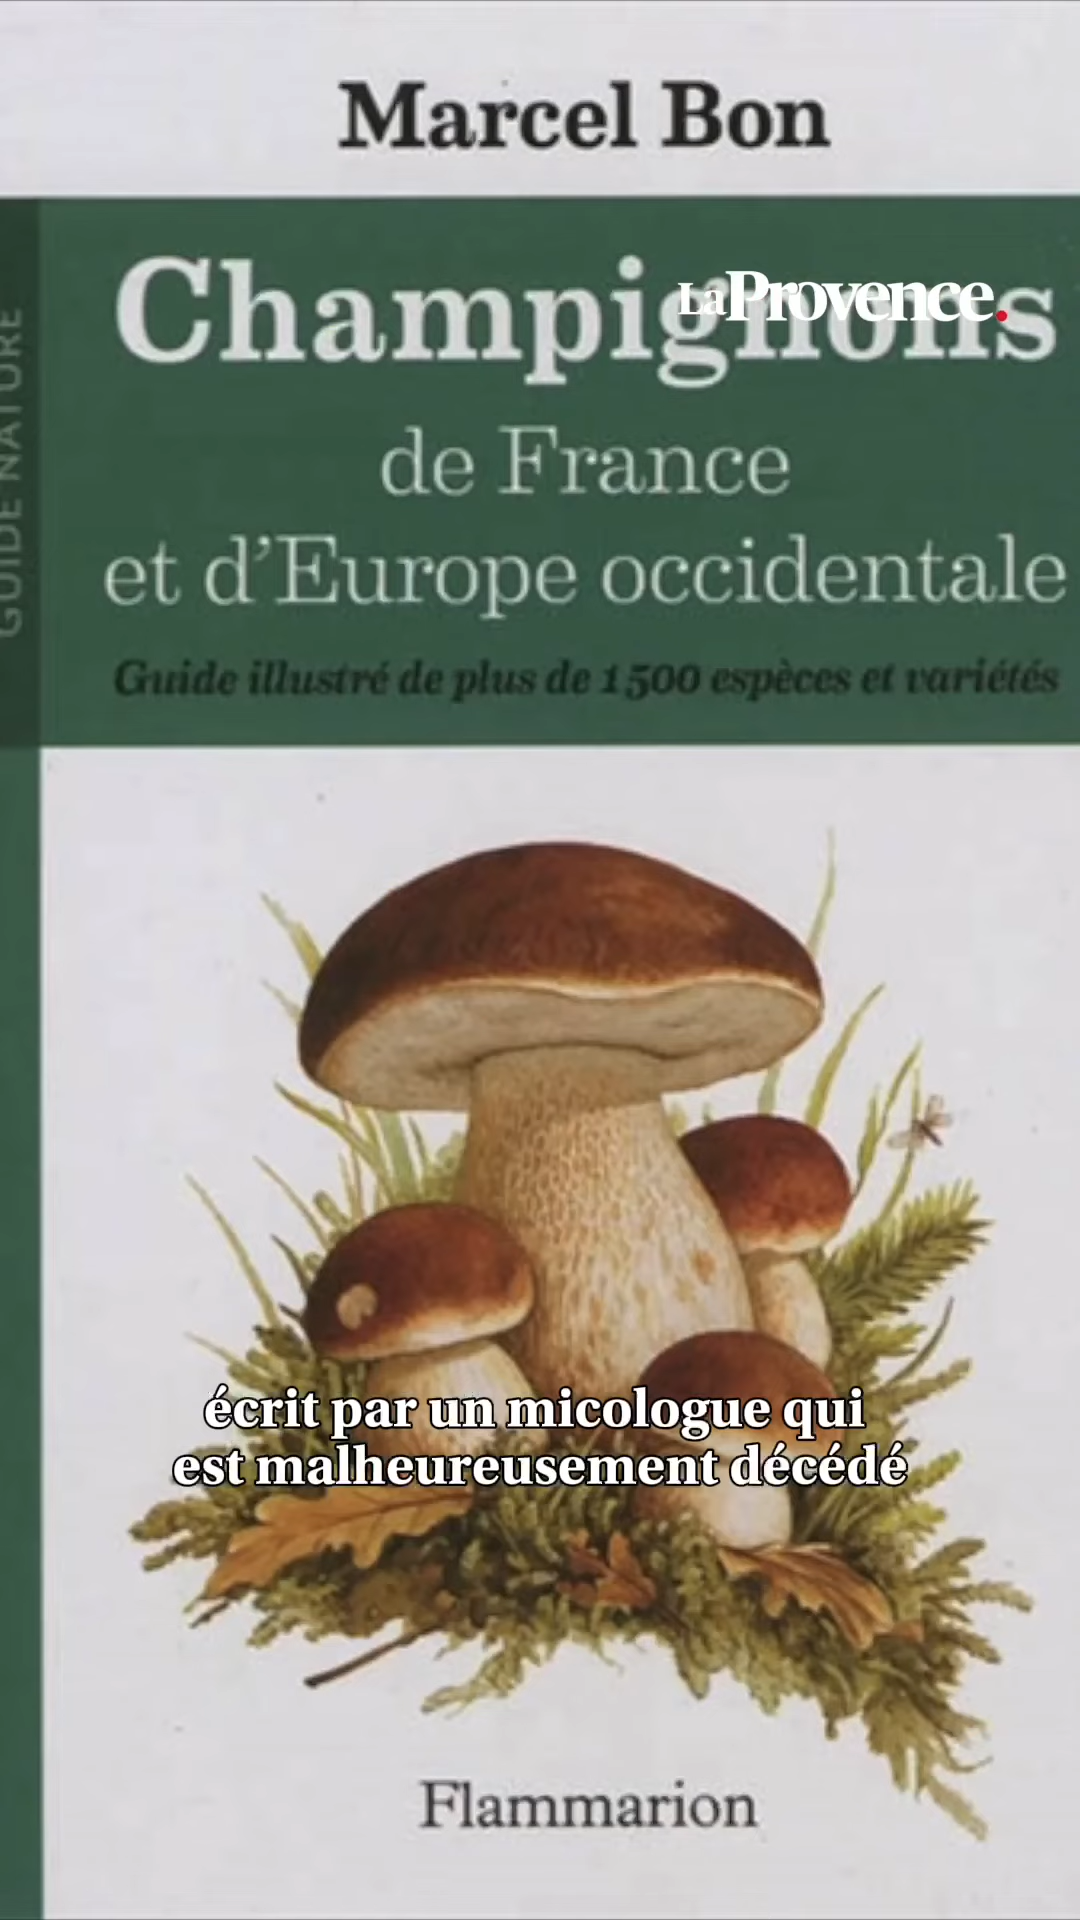 Marcel Bon
Champignons
LaProvence.
de France
et d'Europe occidentale
Guide illustré de plus de 1500 espèces et variétés
GUIDE NATURE
écrit par un micologue qui
est malheureusement décédé
Flammarion